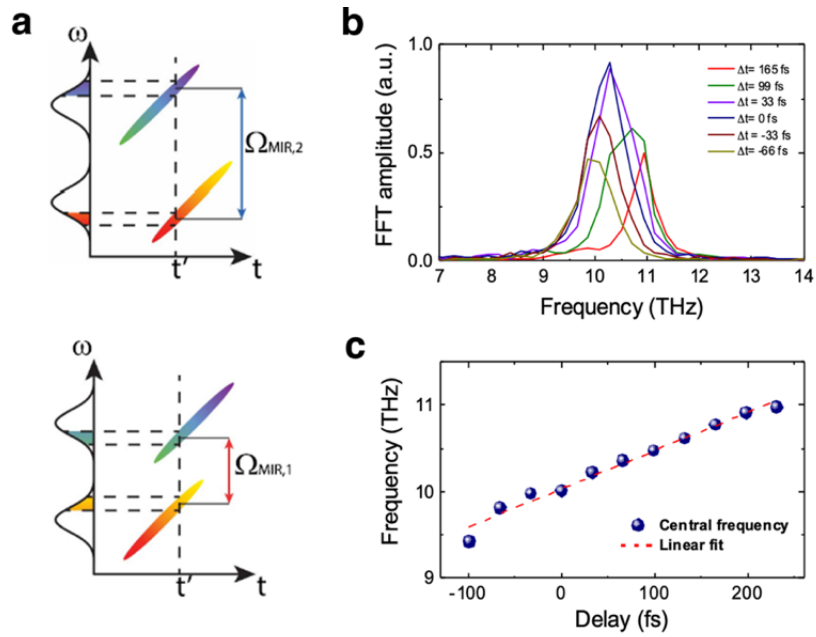 a
ω
Ω_MIR,2
t'
t
ω
Ω_MIR,1
t'
t
b
FFT amplitude (a.u.)
1.0
0.5
0.0
7 8 9 10 11 12 13 14
Frequency (THz)
Δt= 165 fs
Δt= 99 fs
Δt = 33 fs
Δt= 0 fs
Δt = -33 fs
Δt = -66 fs
c
Frequency (THz)
11
10
9
-100 0 100 200
Delay (fs)
Central frequency
Linear fit